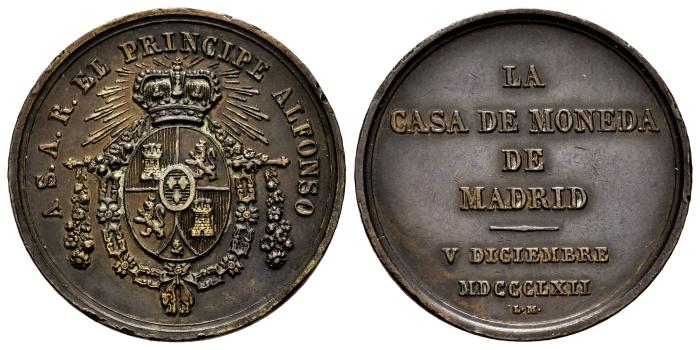 A S. A. R. EL PRINCIPE ALFONSO
LA
CASA DE MONEDA
DE
MADRID
V DICIEMBRE
MDCCCLXII
L. M.